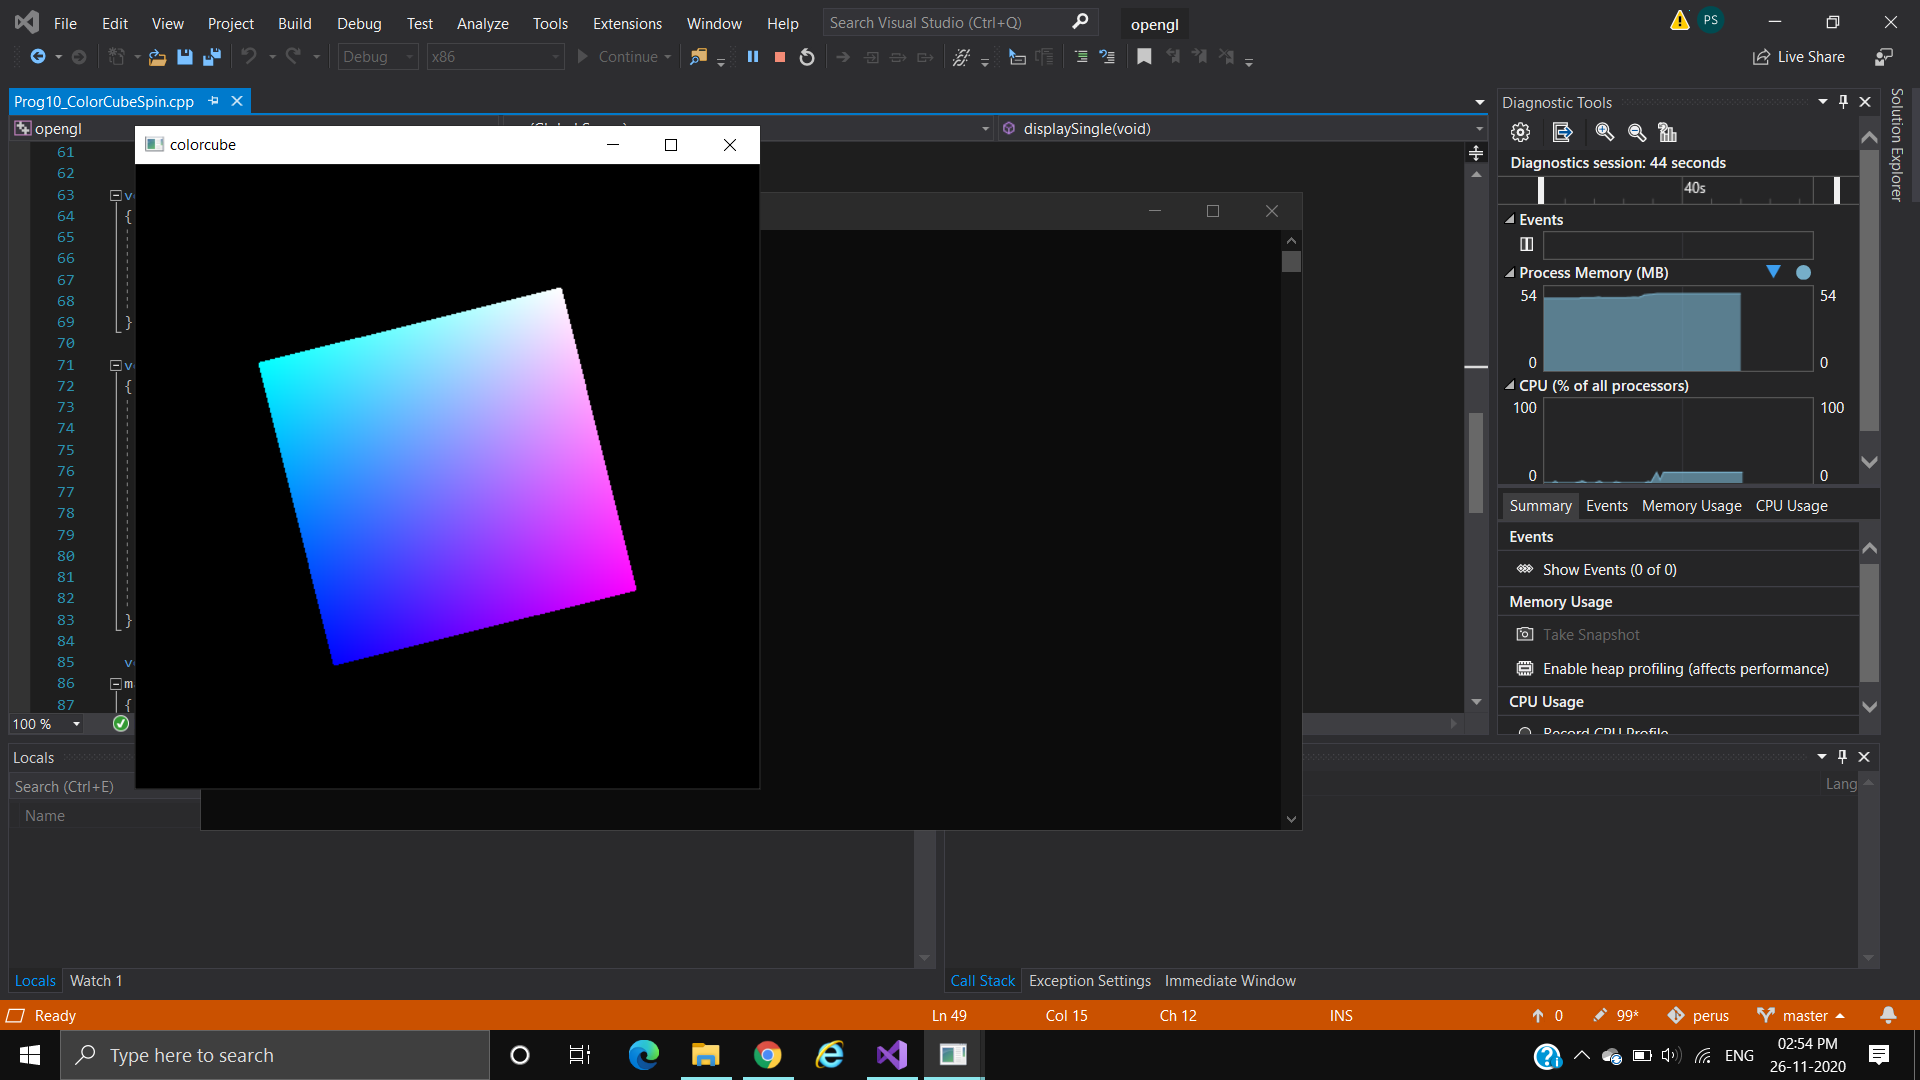 File Edit View Project Build Debug Test Analyze Tools Extensions Window Help Search Visual Studio (Ctrl+Q) opengl PS
Debug x86 Continue Live Share
Prog10_ColorCubeSpin.cpp
opengl displaySingle(void)
colorcube
61
62
63
64 {
65
66
67
68
69 }
70
71
72 {
73
74
75
76
77
78
79
80
81
82
83 }
84
85
86
87 {
100 %
Diagnostic Tools
Diagnostics session: 44 seconds
40s
Events
Process Memory (MB)
54 54
0 0
CPU (% of all processors)
100 100
0 0
Summary Events Memory Usage CPU Usage
Events
Show Events (0 of 0)
Memory Usage
Take Snapshot
Enable heap profiling (affects performance)
CPU Usage
Record CPU Profile
Solution Explorer
Locals
Search (Ctrl+E)
Name
Lang
Locals Watch 1
Call Stack Exception Settings Immediate Window
Ready Ln 49 Col 15 Ch 12 INS 0 99* perus master
Type here to search
ENG
02:54 PM
26-11-2020